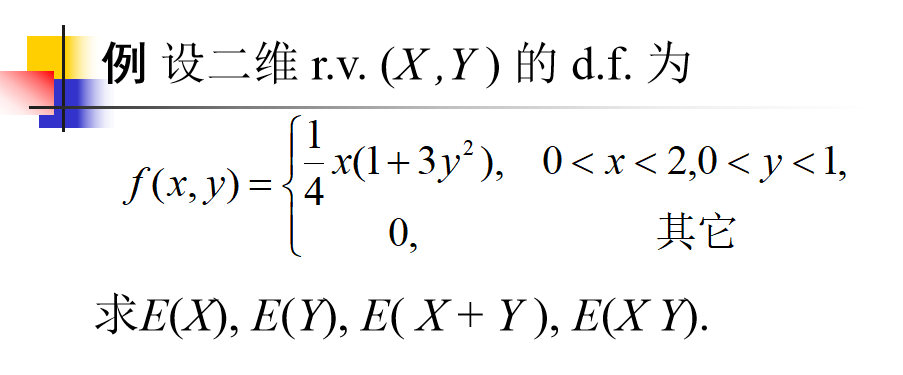 例 设二维 r.v. (X ,Y ) 的 d.f. 为
f(x, y) = { 1/4 x(1+3y²), 0 < x < 2,0 < y <1,
0, 其它
求E(X), E(Y), E( X + Y ), E(X Y).